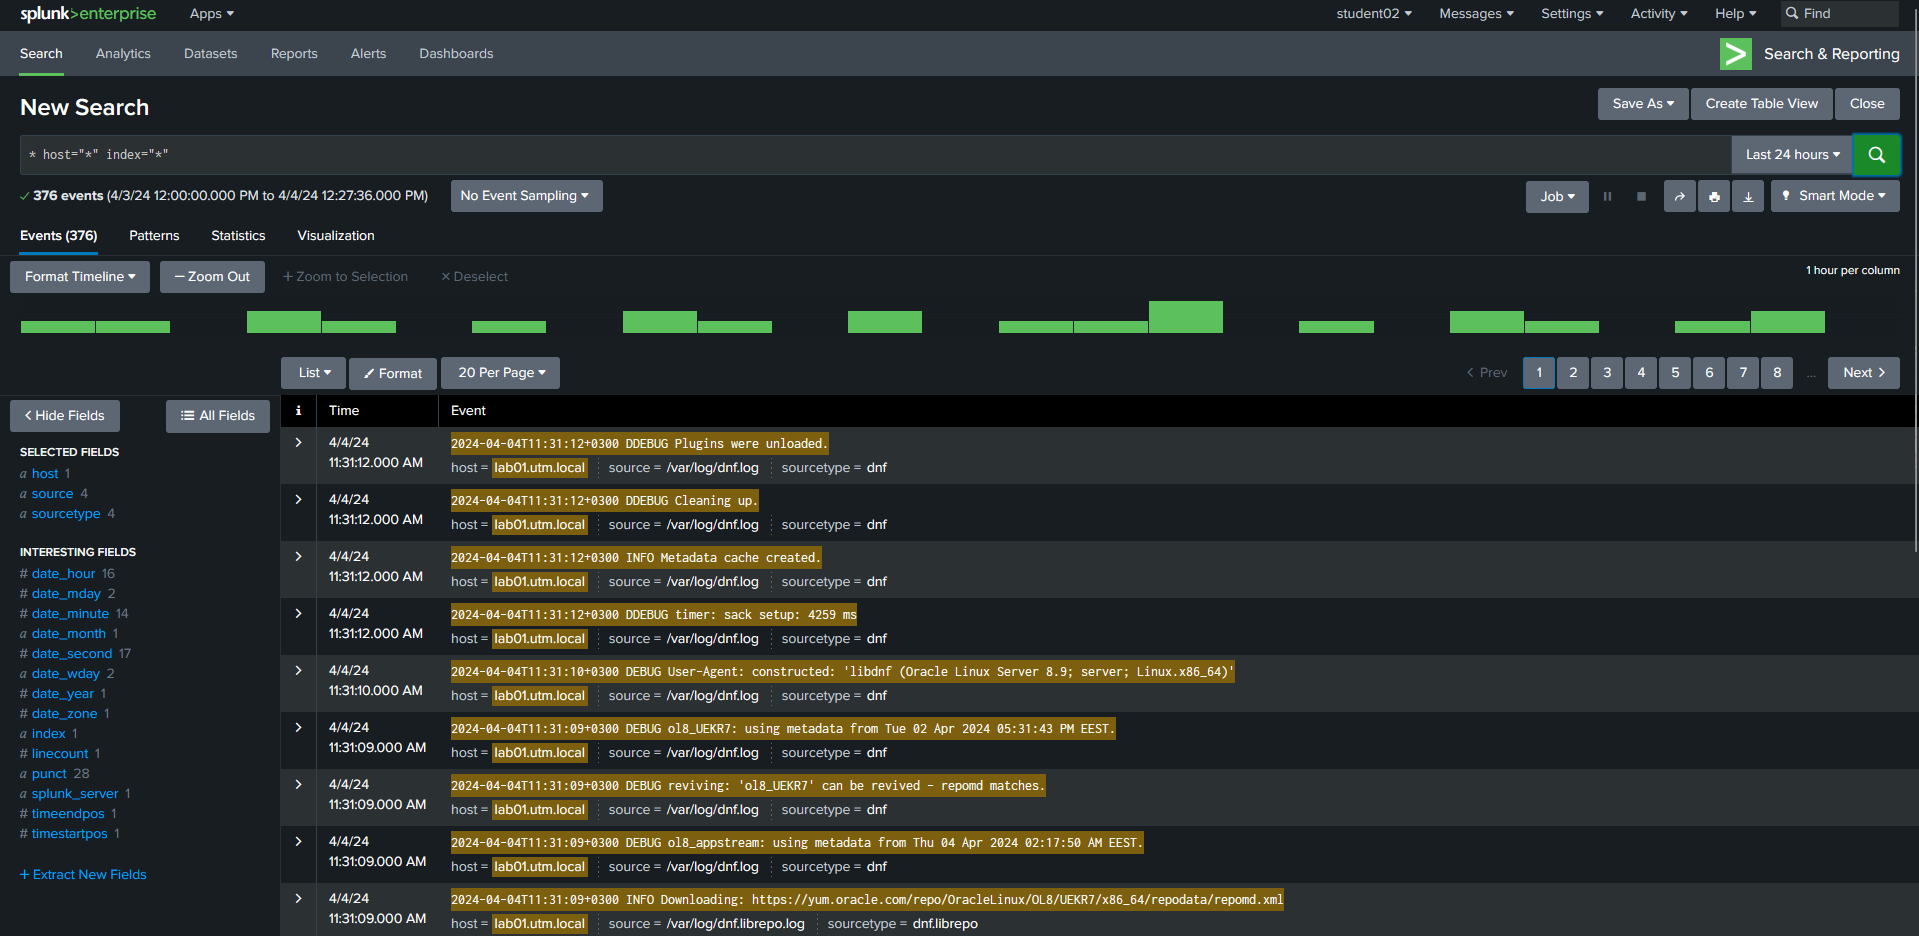 splunk>enterprise Apps student02 Messages Settings Activity Help Find
Search Analytics Datasets Reports Alerts Dashboards Search & Reporting
New Search Save As Create Table View Close
* host="*" index="*" Last 24 hours
376 events (4/3/24 12:00:00.000 PM to 4/4/24 12:27:36.000 PM) No Event Sampling Job Smart Mode
Events (376) Patterns Statistics Visualization
Format Timeline – Zoom Out + Zoom to Selection × Deselect 1 hour per column
List Format 20 Per Page < Prev 1 2 3 4 5 6 7 8 ... Next >
< Hide Fields All Fields i Time Event
SELECTED FIELDS
a host 1
a source 4
a sourcetype 4
INTERESTING FIELDS
# date_hour 16
# date_mday 2
# date_minute 14
a date_month 1
# date_second 17
a date_wday 2
# date_year 1
# date_zone 1
a index 1
# linecount 1
a punct 28
a splunk_server 1
# timeendpos 1
# timestartpos 1
+ Extract New Fields
> 4/4/24 2024-04-04T11:31:12+0300 DDEBUG Plugins were unloaded.
11:31:12.000 AM host = lab01.utm.local source = /var/log/dnf.log sourcetype = dnf
> 4/4/24 2024-04-04T11:31:12+0300 DDEBUG Cleaning up.
11:31:12.000 AM host = lab01.utm.local source = /var/log/dnf.log sourcetype = dnf
> 4/4/24 2024-04-04T11:31:12+0300 INFO Metadata cache created.
11:31:12.000 AM host = lab01.utm.local source = /var/log/dnf.log sourcetype = dnf
> 4/4/24 2024-04-04T11:31:12+0300 DDEBUG timer: sack setup: 4259 ms
11:31:12.000 AM host = lab01.utm.local source = /var/log/dnf.log sourcetype = dnf
> 4/4/24 2024-04-04T11:31:10+0300 DEBUG User-Agent: constructed: 'libdnf (Oracle Linux Server 8.9; server; Linux.x86_64)'
11:31:10.000 AM host = lab01.utm.local source = /var/log/dnf.log sourcetype = dnf
> 4/4/24 2024-04-04T11:31:09+0300 DEBUG ol8_UEKR7: using metadata from Tue 02 Apr 2024 05:31:43 PM EEST.
11:31:09.000 AM host = lab01.utm.local source = /var/log/dnf.log sourcetype = dnf
> 4/4/24 2024-04-04T11:31:09+0300 DEBUG reviving: 'ol8_UEKR7' can be revived - repomd matches.
11:31:09.000 AM host = lab01.utm.local source = /var/log/dnf.log sourcetype = dnf
> 4/4/24 2024-04-04T11:31:09+0300 DEBUG ol8_appstream: using metadata from Thu 04 Apr 2024 02:17:50 AM EEST.
11:31:09.000 AM host = lab01.utm.local source = /var/log/dnf.log sourcetype = dnf
> 4/4/24 2024-04-04T11:31:09+0300 INFO Downloading: https://yum.oracle.com/repo/OracleLinux/OL8/UEKR7/x86_64/repodata/repomd.xml
11:31:09.000 AM host = lab01.utm.local source = /var/log/dnf.librepo.log sourcetype = dnf.librepo